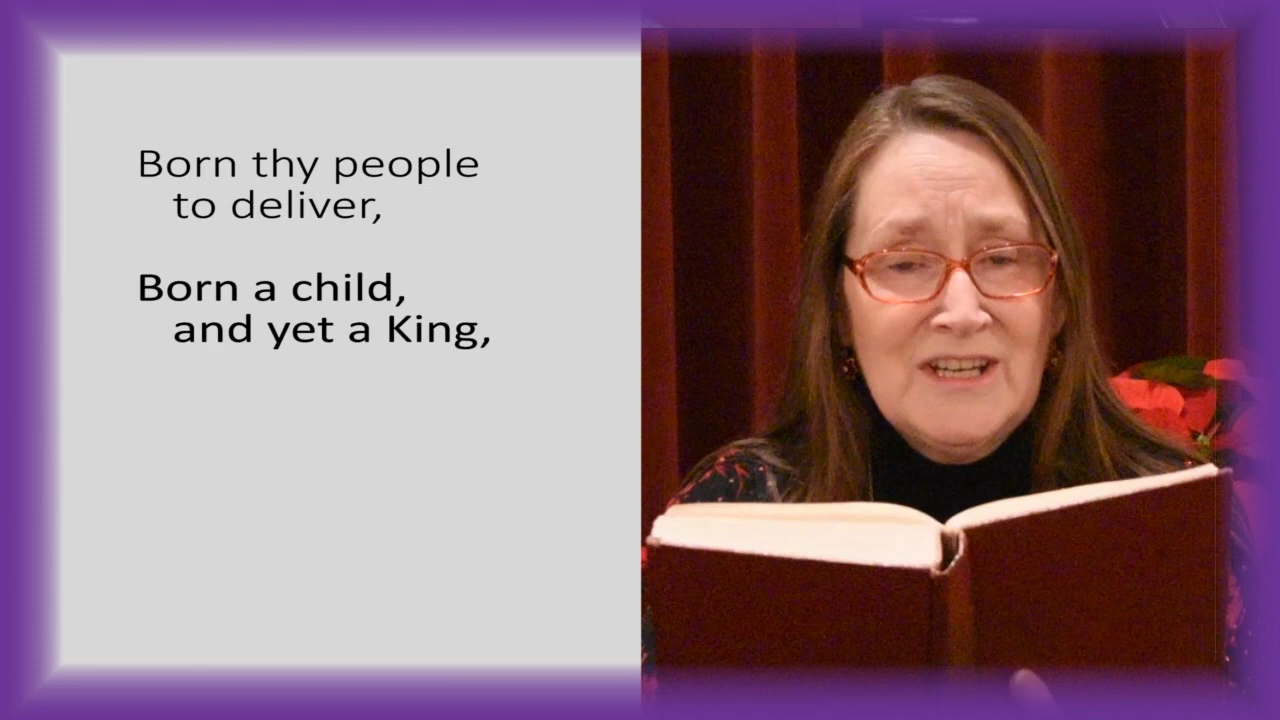 Born thy people
to deliver,
Born a child,
and yet a King,